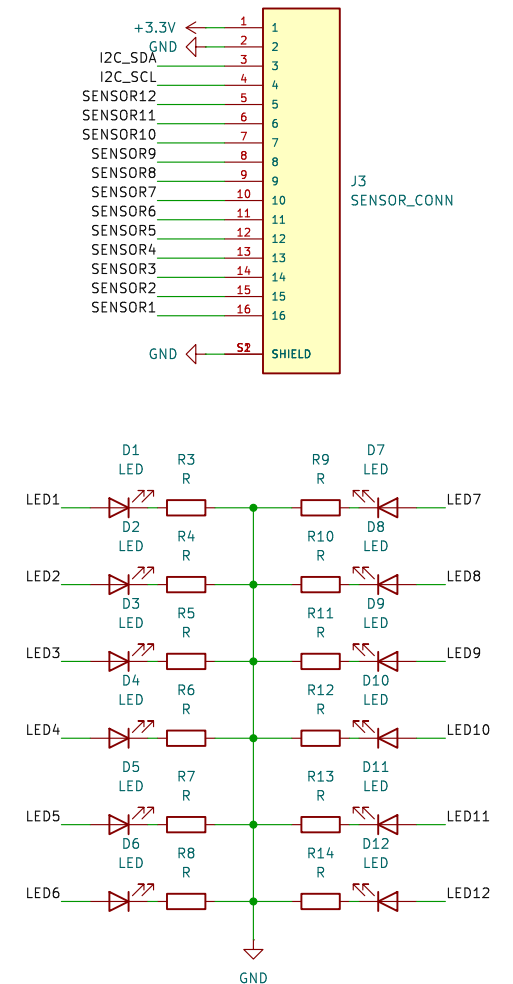 +3.3V 1 1
GND 2 2
I2C_SDA 3 3
I2C_SCL 4 4
SENSOR12 5 5
SENSOR11 6 6
SENSOR10 7 7
SENSOR9 8 8
SENSOR8 9 9
SENSOR7 10 10
SENSOR6 11 11
SENSOR5 12 12
SENSOR4 13 13
SENSOR3 14 14
SENSOR2 15 15
SENSOR1 16 16
GND SHIELD
J3
SENSOR_CONN
D1 R3 R9 D7
LED R R LED
LED1 LED7
D2 R4 R10 D8
LED R R LED
LED2 LED8
D3 R5 R11 D9
LED R R LED
LED3 LED9
D4 R6 R12 D10
LED R R LED
LED4 LED10
D5 R7 R13 D11
LED R R LED
LED5 LED11
D6 R8 R14 D12
LED R R LED
LED6 LED12
GND